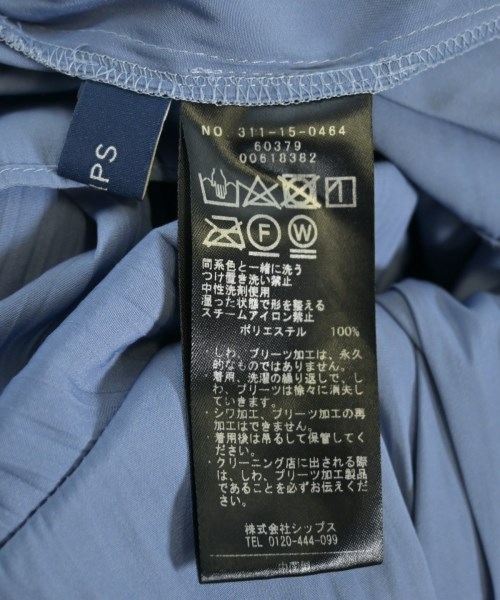 PS
NO. 311-15-0464
60379
00618382
F
W
同系色と一緒に洗う
つけ置き洗い禁止
中性洗剤使用
湿った状態で形を整える
スチームアイロン禁止
ポリエステル 100%
・しわ、プリーツ加工は、永久
的なものではありません。
・着用、洗濯の繰り返しで、し
わ、プリーツは徐々に消失し
ていきます。
・シワ加工、プリーツ加工の再
加工はできません。
・着用後は吊るして保管してく
ださい。
・クリーニング店に出される際
は、しわ、プリーツ加工製品
であることを必ずお伝えくだ
さい。
株式会社シップス
TEL 0120-444-099